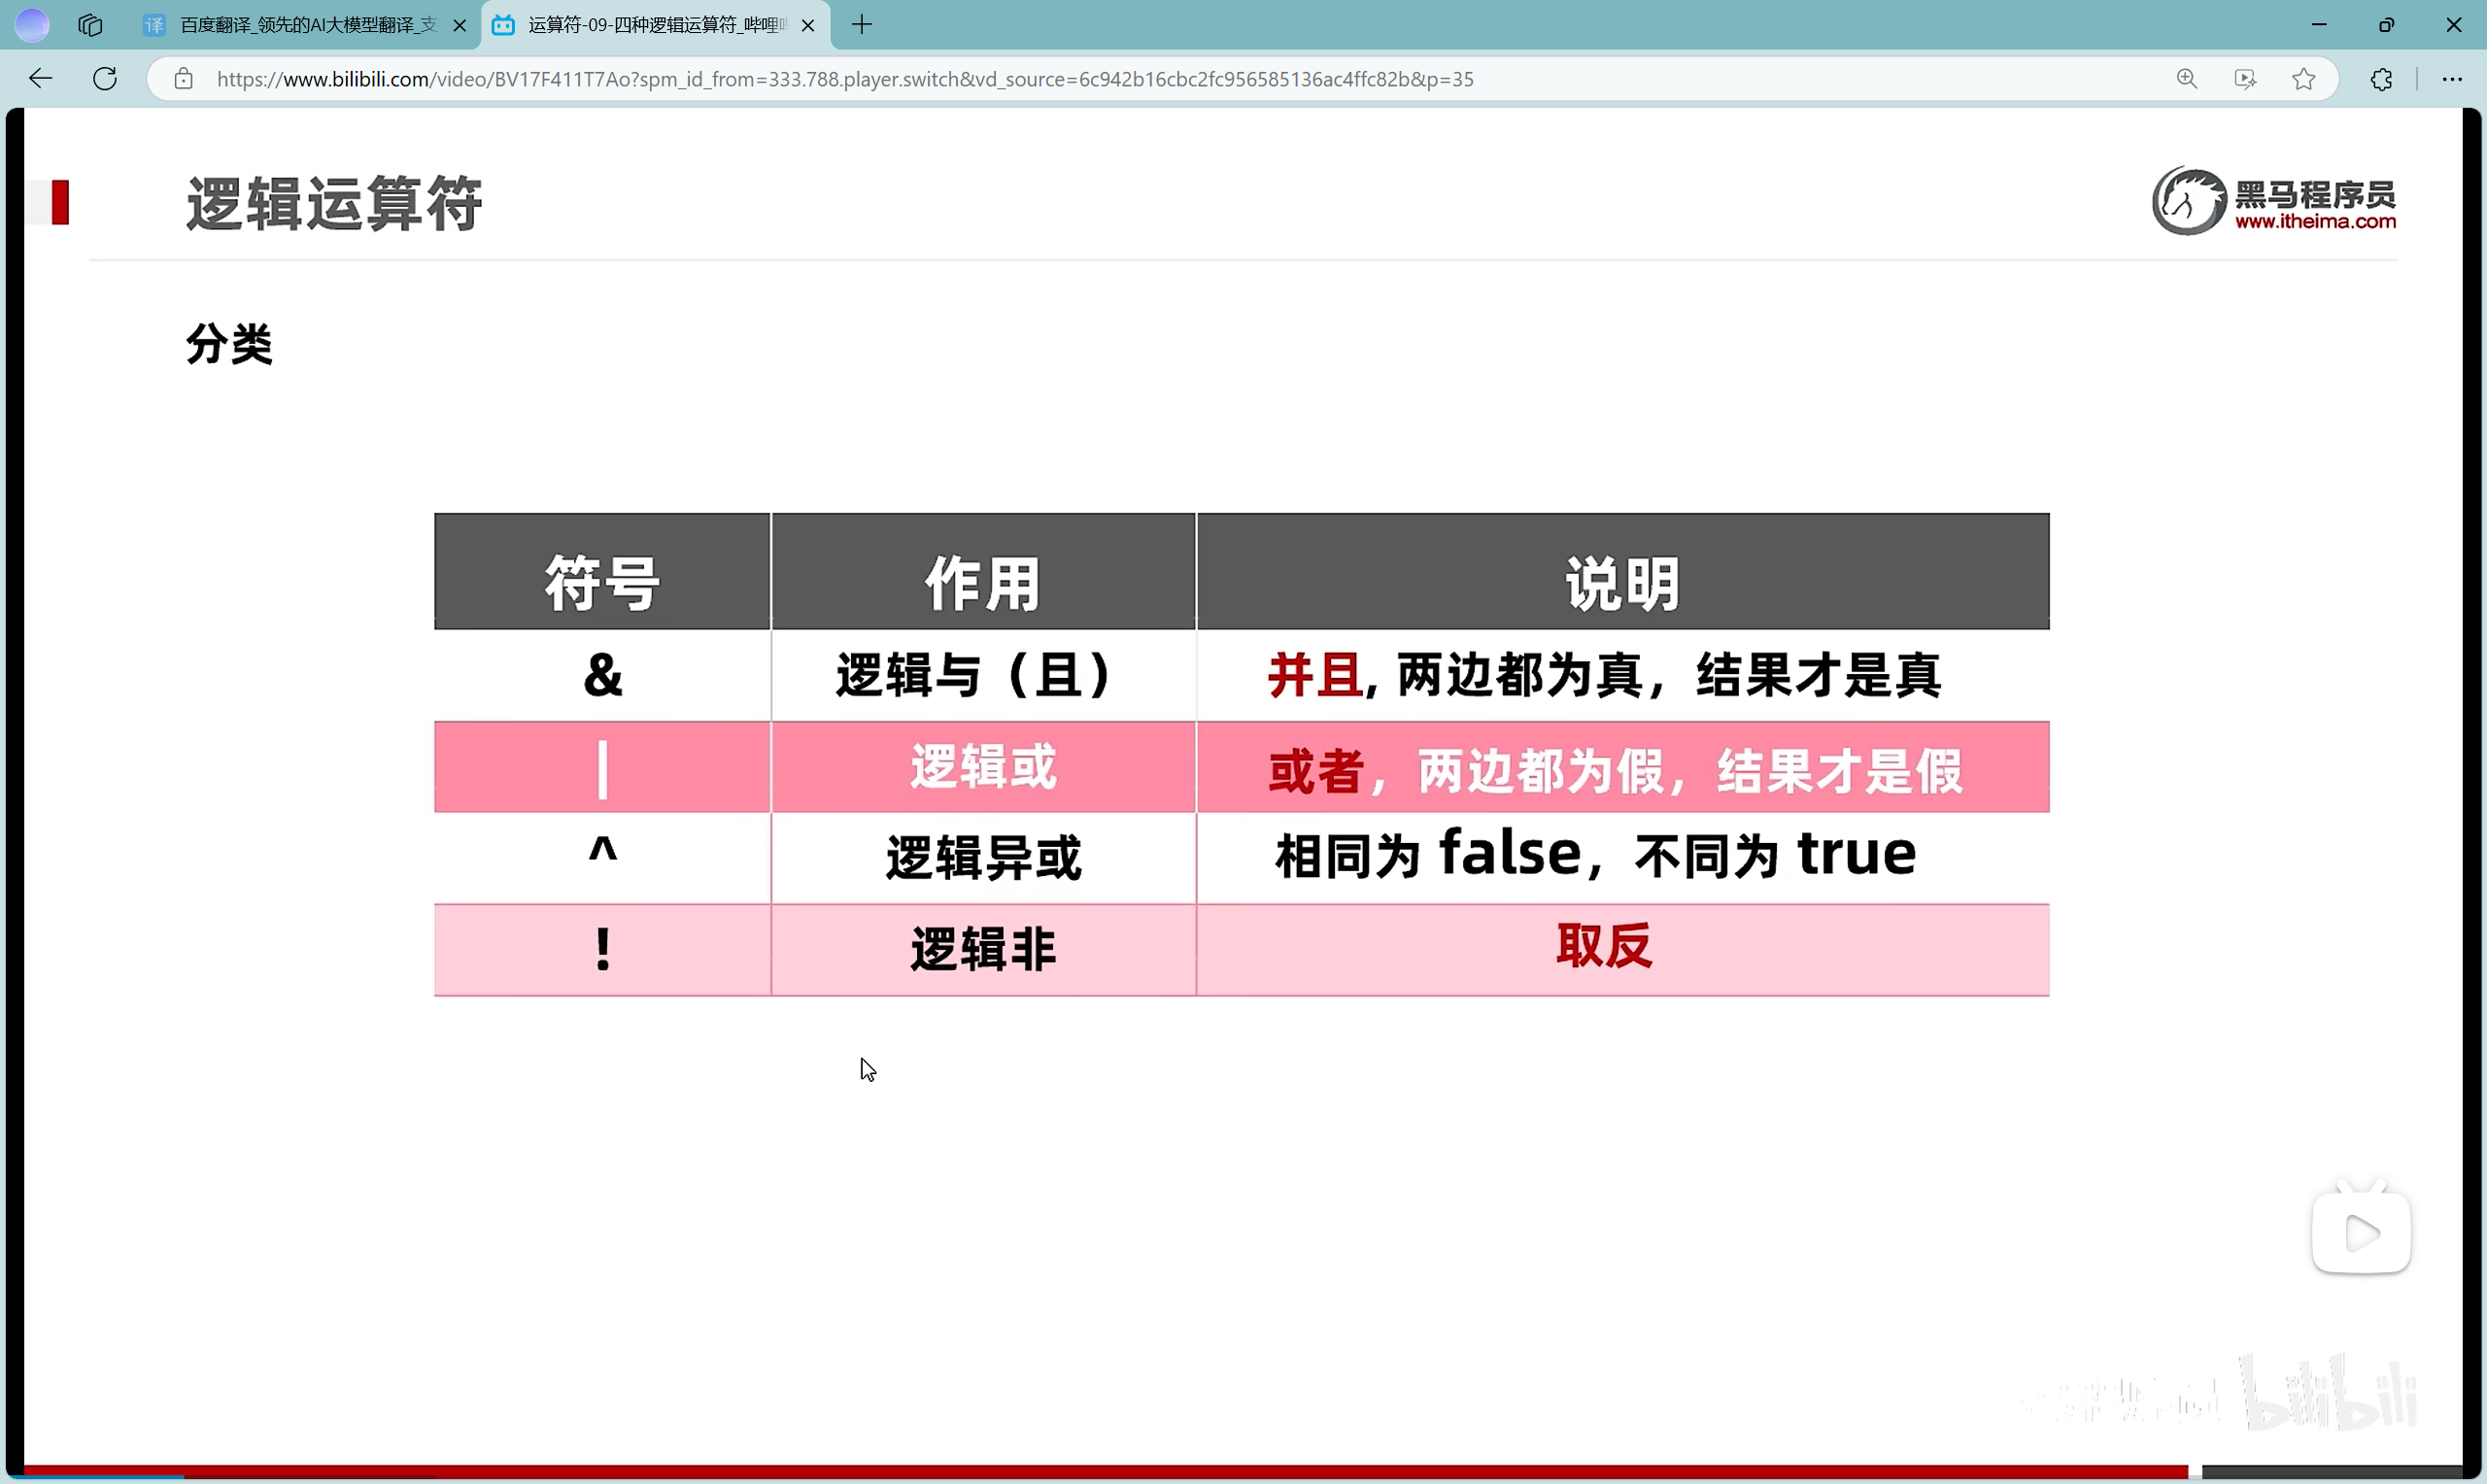 百度翻译_领先的AI大模型翻译_支
运算符-09-四种逻辑运算符_哔哩
https://www.bilibili.com/video/BV17F411T7Ao?spm_id_from=333.788.player.switch&vd_source=6c942b16cbc2fc956585136ac4ffc82b&p=35
逻辑运算符
黑马程序员
www.itheima.com
分类
符号 作用 说明
& 逻辑与（且） 并且, 两边都为真，结果才是真
| 逻辑或 或者，两边都为假，结果才是假
^ 逻辑异或 相同为 false，不同为 true
! 逻辑非 取反
bilibili